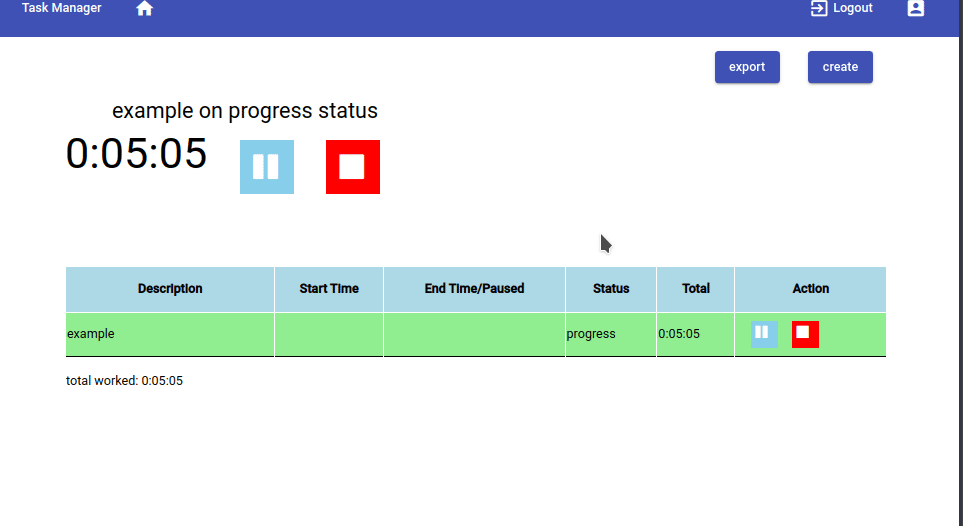 Task Manager Logout
export create
example on progress status
0:05:05
Description Start Time End Time/Paused Status Total Action
example progress 0:05:05
total worked: 0:05:05